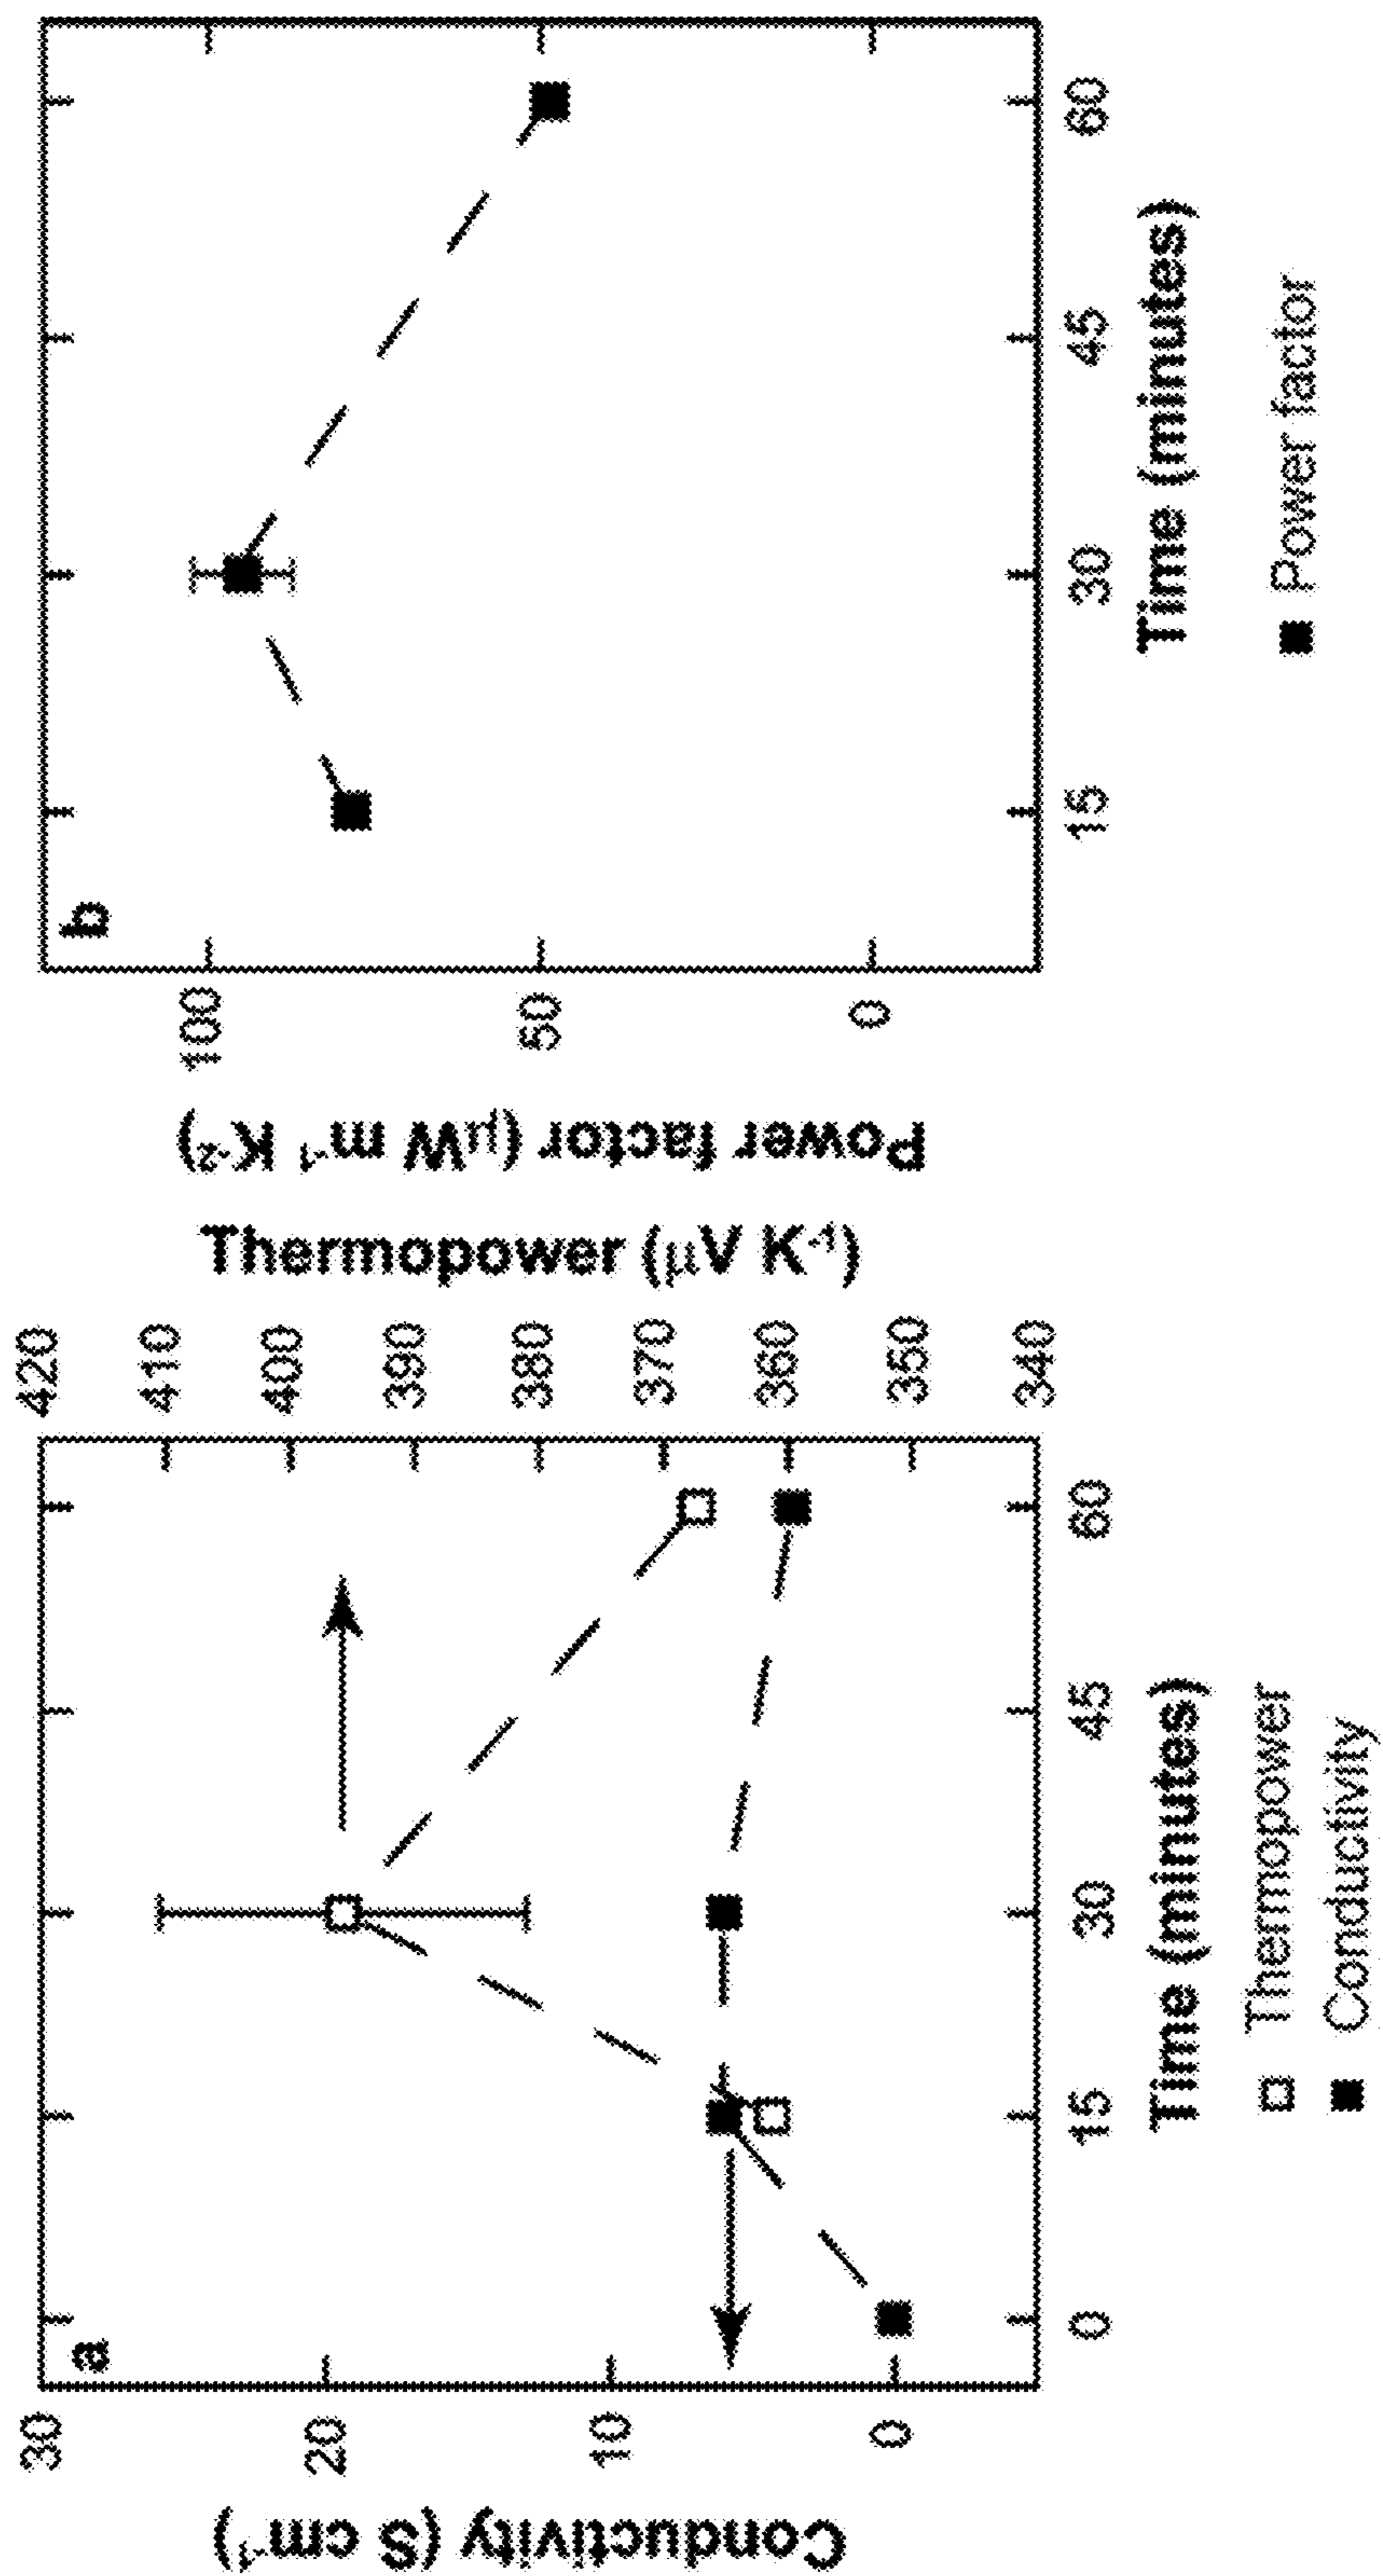 a
Conductivity (S cm-1)
30
20
10
0
420
410
400
390
380
370
360
350
340
Thermopower (μV K-1)
0
15
30
45
60
Time (minutes)
Thermopower
Conductivity
b
Power factor (μW m-1 K-2)
100
50
0
15
30
45
60
Time (minutes)
Power factor